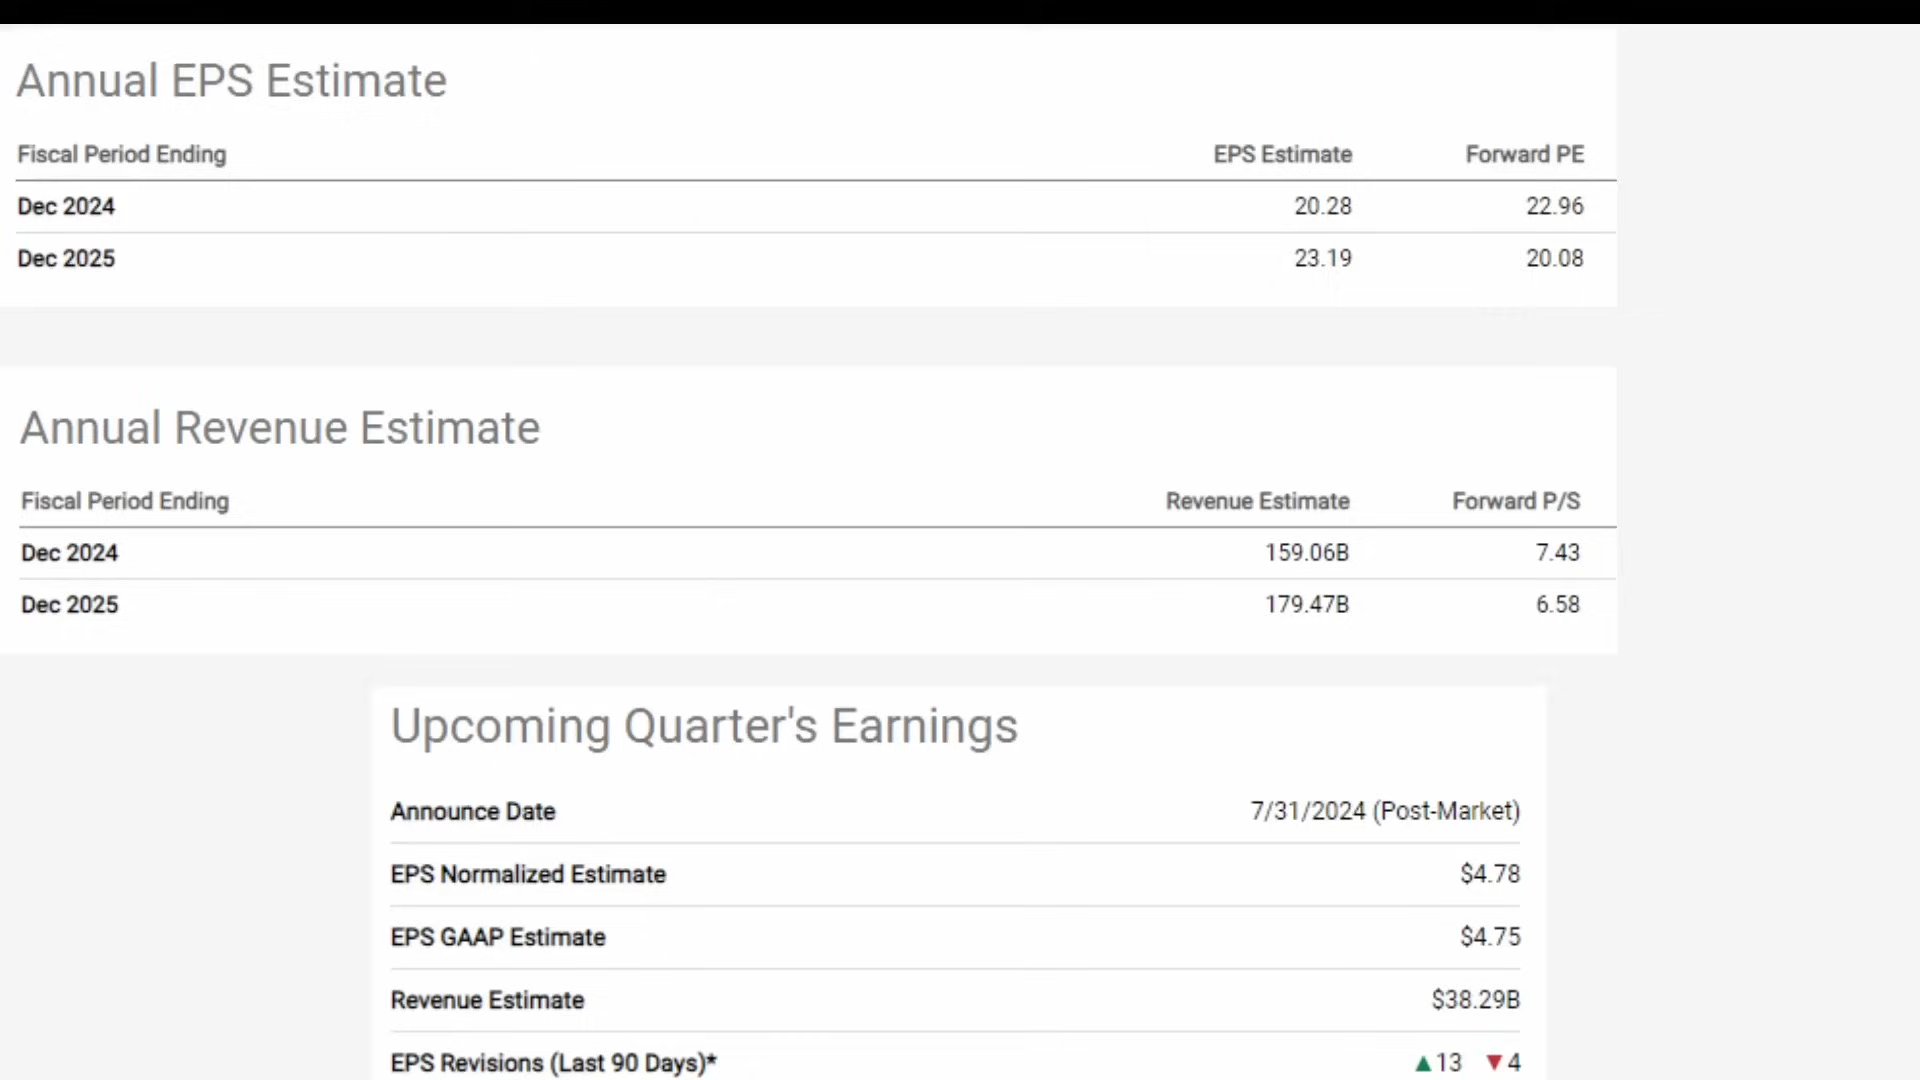 Annual EPS Estimate
Fiscal Period Ending EPS Estimate Forward PE
Dec 2024 20.28 22.96
Dec 2025 23.19 20.08
Annual Revenue Estimate
Fiscal Period Ending Revenue Estimate Forward P/S
Dec 2024 159.06B 7.43
Dec 2025 179.47B 6.58
Upcoming Quarter's Earnings
Announce Date 7/31/2024 (Post-Market)
EPS Normalized Estimate $4.78
EPS GAAP Estimate $4.75
Revenue Estimate $38.29B
EPS Revisions (Last 90 Days)* ▲13 ▼4